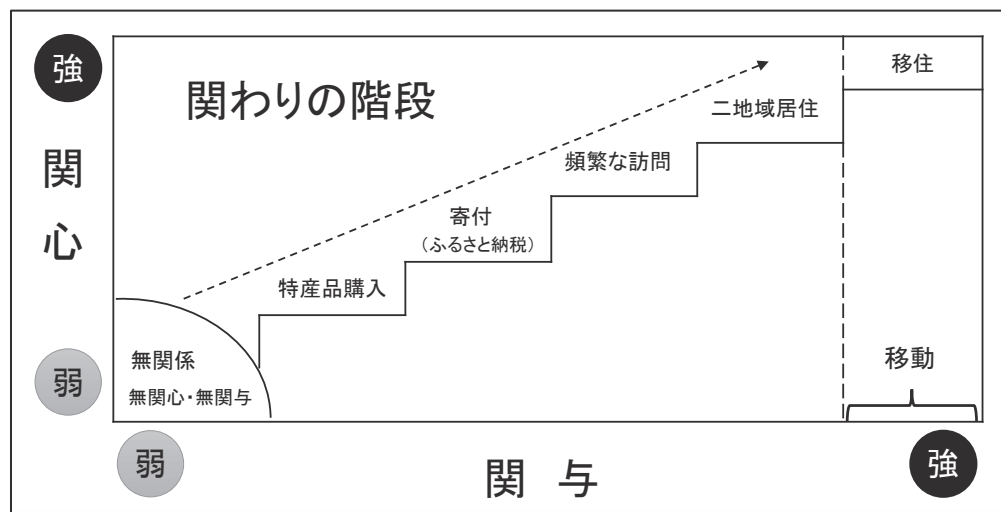 強
関
心
弱
関わりの階段
移住
二地域居住
頻繁な訪問
寄付
（ふるさと納税）
特産品購入
無関係
無関心・無関与
移動
弱
関 与
強